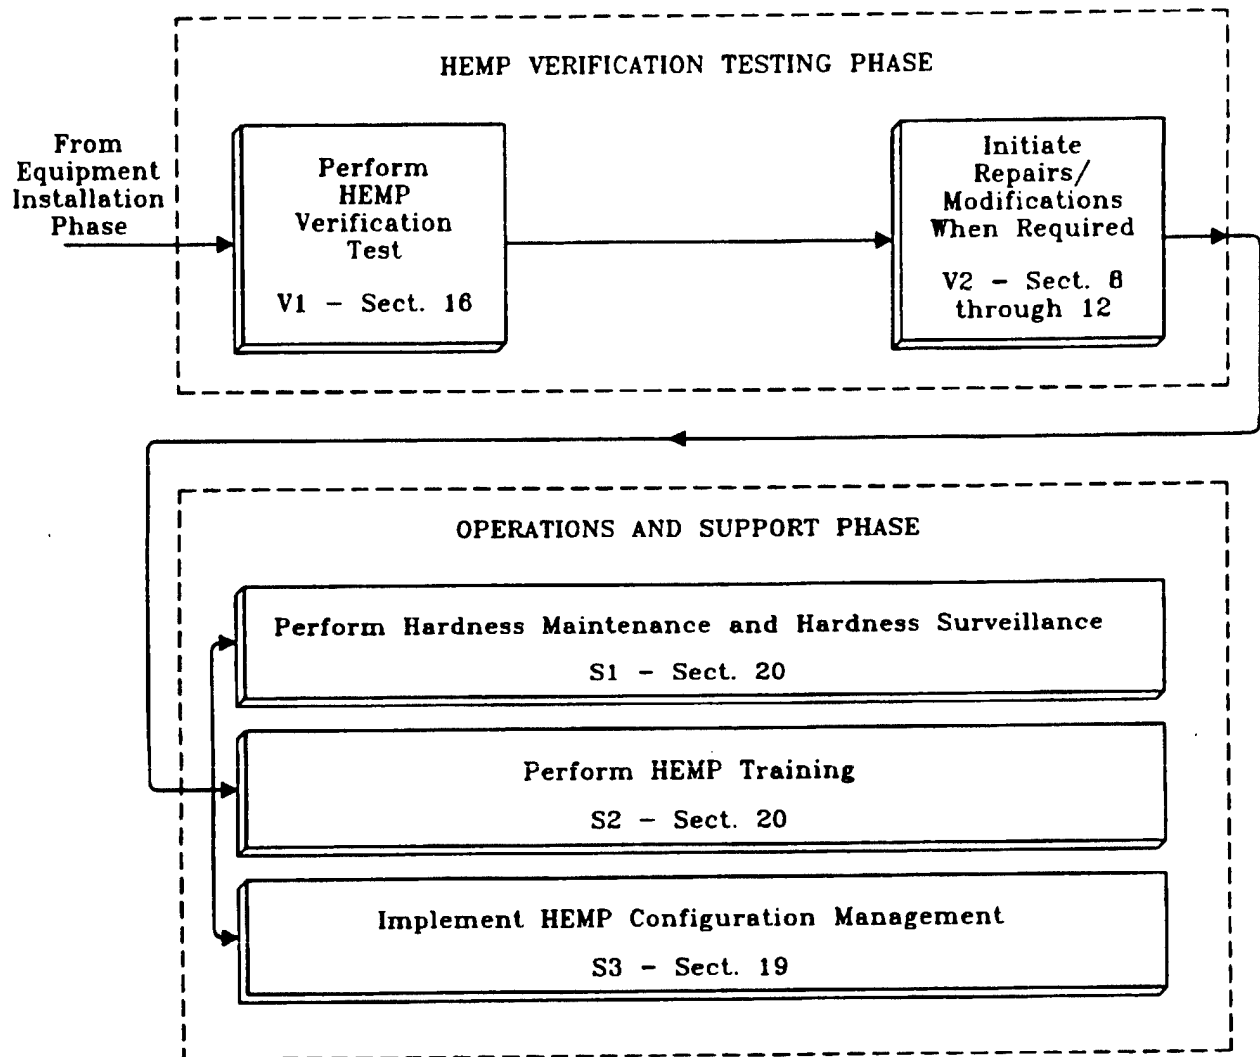 HEMP VERIFICATION TESTING PHASE
From
Equipment
Installation
Phase
Perform
HEMP
Verification
Test
V1 - Sect. 16
Initiate
Repairs/
Modifications
When Required
V2 - Sect. 8
through 12
OPERATIONS AND SUPPORT PHASE
Perform Hardness Maintenance and Hardness Surveillance
S1 - Sect. 20
Perform HEMP Training
S2 - Sect. 20
Implement HEMP Configuration Management
S3 - Sect. 19